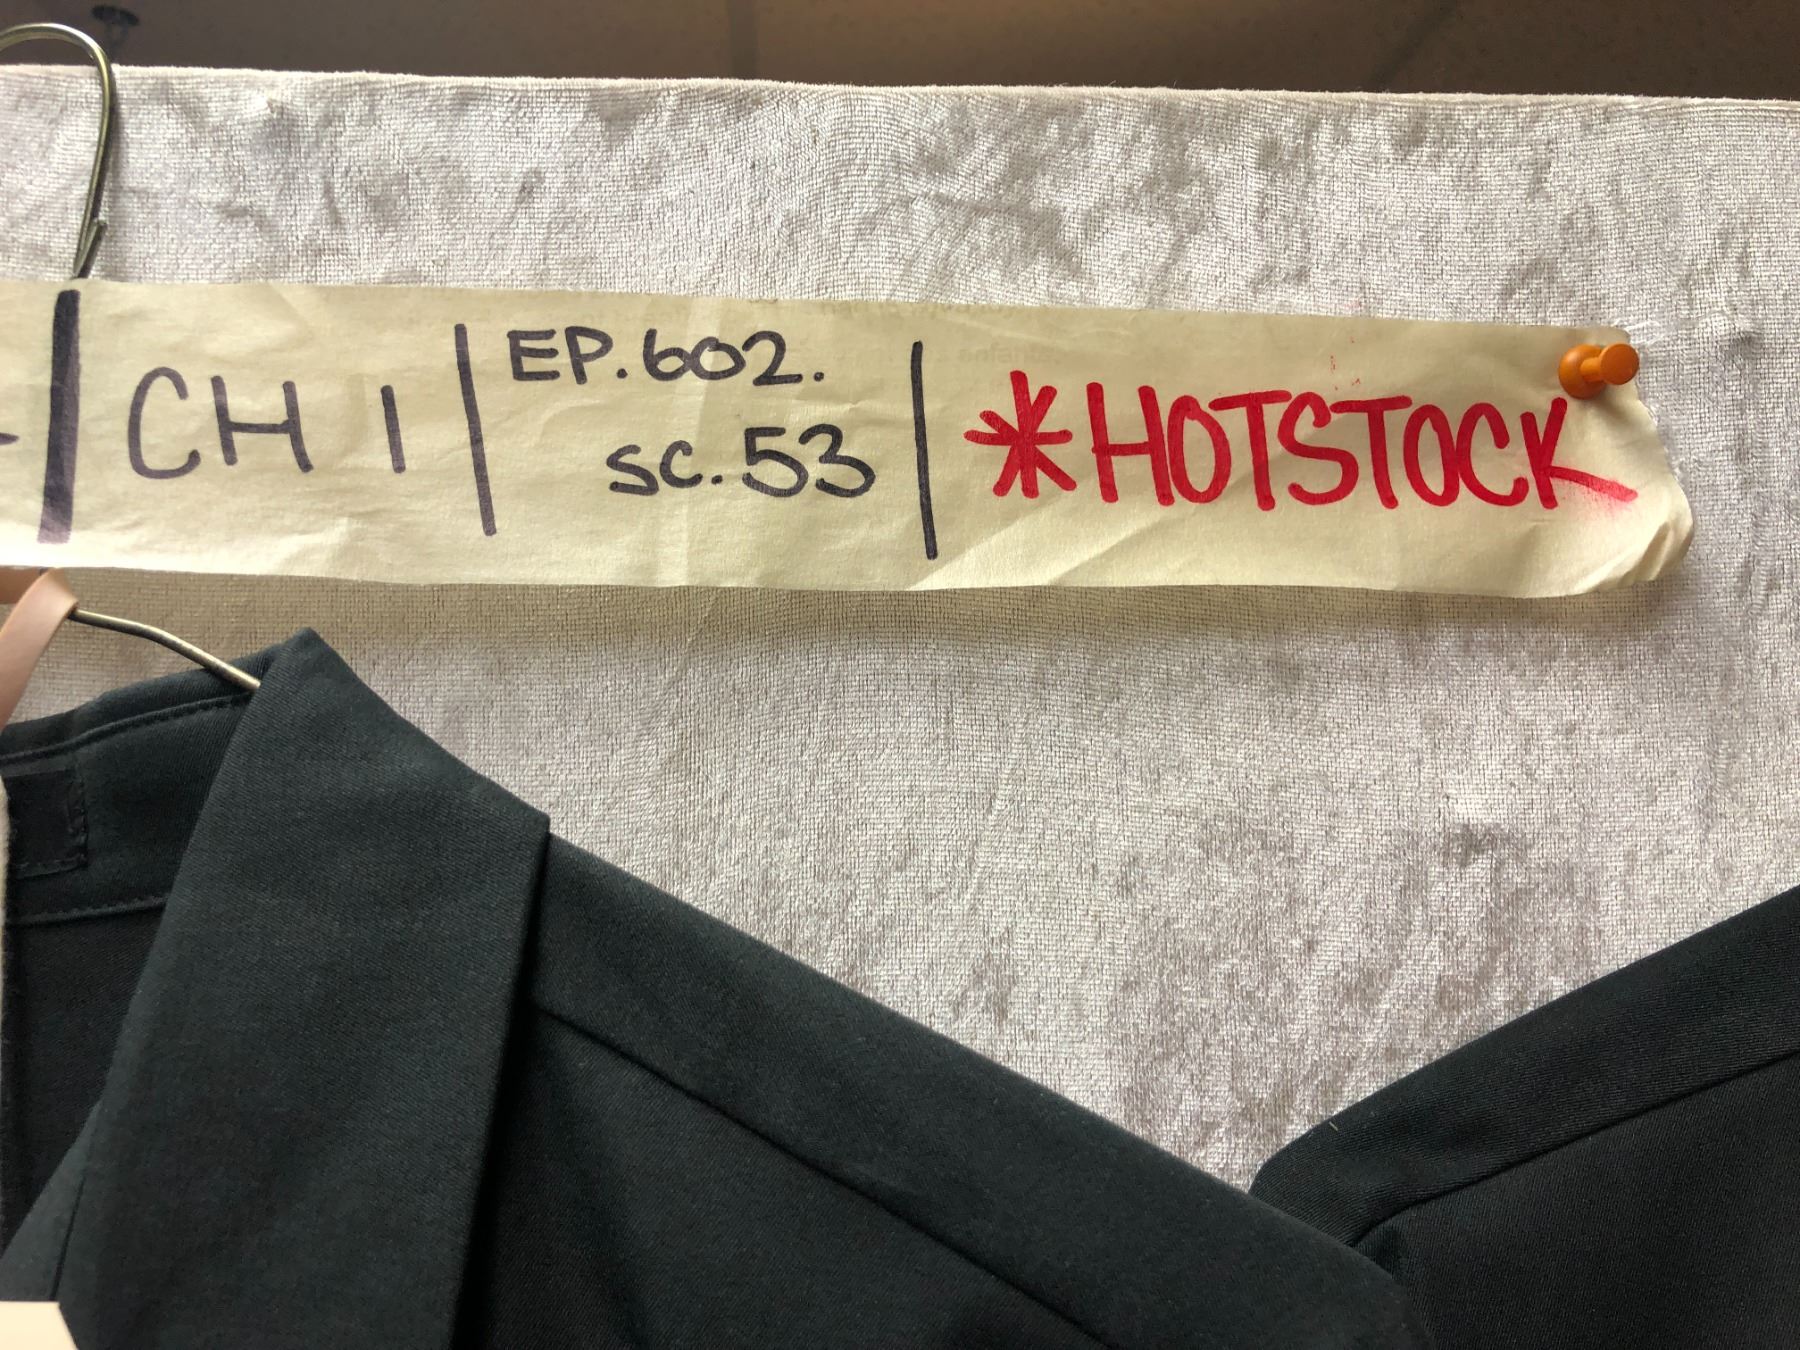 CH 1 | EP.602.
sc.53 | *HOTSTOCK